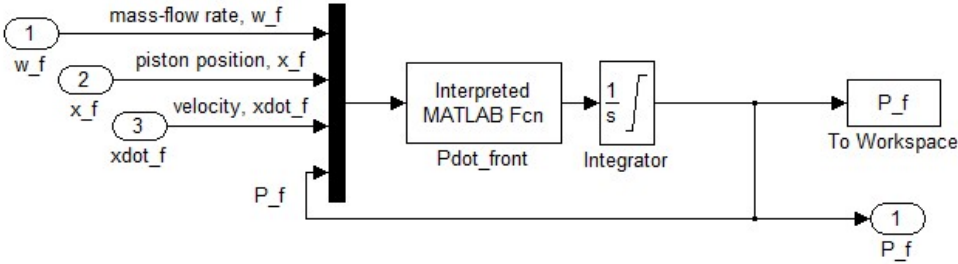 mass-flow rate, w_f
1
w_f
piston position, x_f
2
x_f
velocity, xdot_f
3
xdot_f
P_f
Interpreted
MATLAB Fcn
Pdot_front
1
s
Integrator
P_f
To Workspace
1
P_f